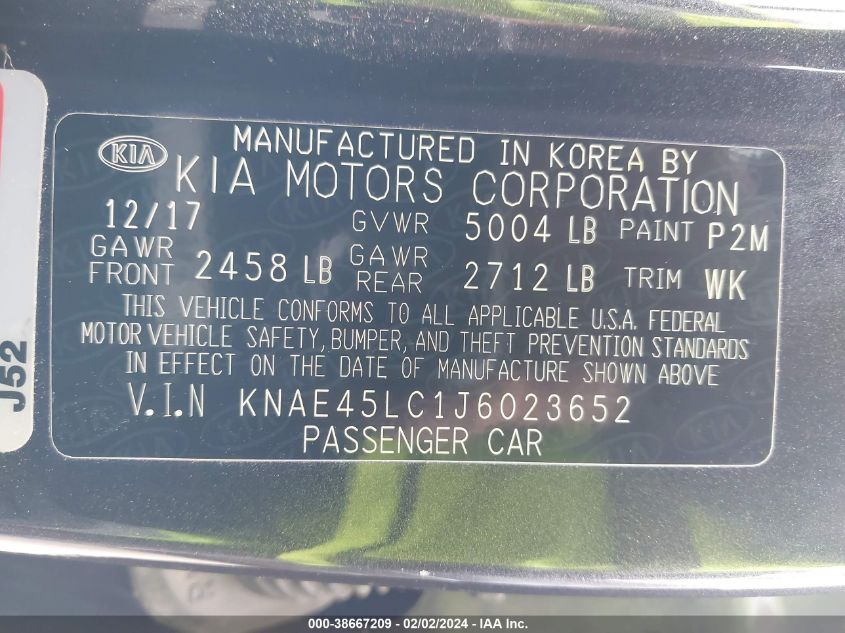 KIA
MANUFACTURED IN KOREA BY
KIA MOTORS CORPORATION
12/17 GVWR 5004 LB PAINT P2M
GAWR FRONT 2458 LB GAWR REAR 2712 LB TRIM WK
THIS VEHICLE CONFORMS TO ALL APPLICABLE U.S.A. FEDERAL
MOTOR VEHICLE SAFETY, BUMPER, AND THEFT PREVENTION STANDARDS
IN EFFECT ON THE DATE OF MANUFACTURE SHOWN ABOVE
V.I.N KNAE45LC1J6023652
PASSENGER CAR
J52
000-38667209 - 02/02/2024 - IAA Inc.